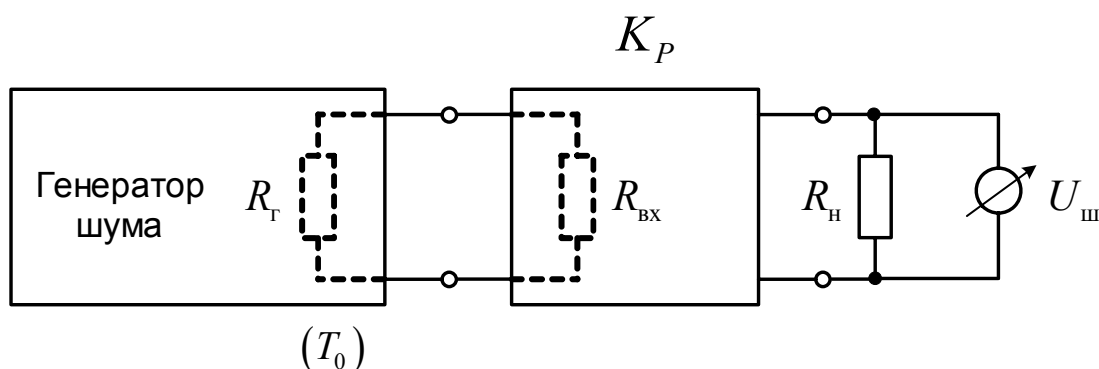 K_P
Генератор
шума
R_г
R_вх
R_н
U_ш
(T_0)